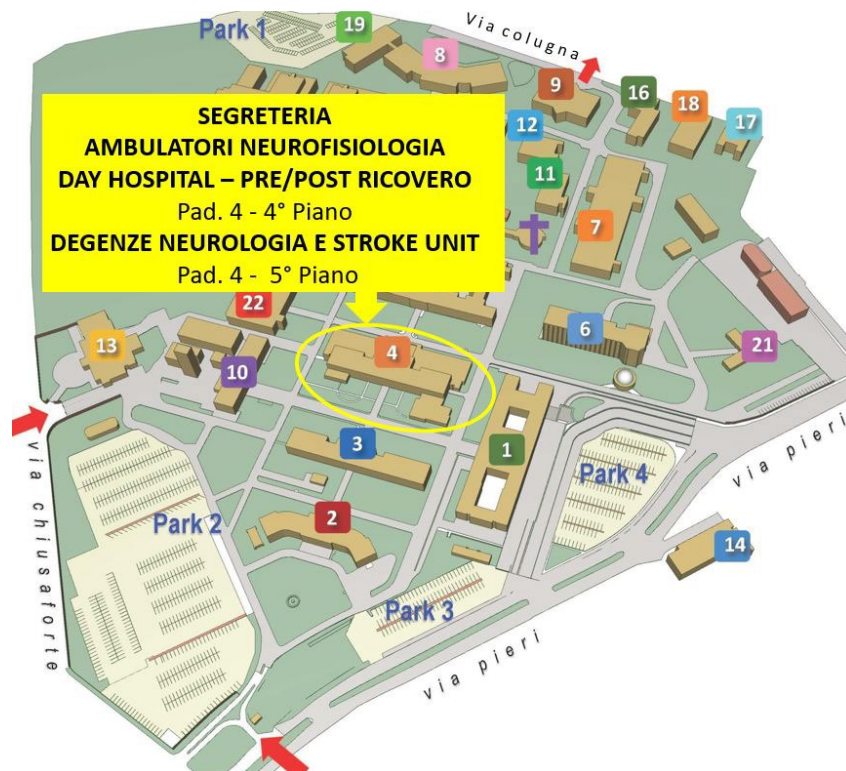 Park 1
19
8
Via colugna
9
16
18
17
SEGRETERIA
AMBULATORI NEUROFISIOLOGIA
DAY HOSPITAL – PRE/POST RICOVERO
Pad. 4 - 4° Piano
DEGENZE NEUROLOGIA E STROKE UNIT
Pad. 4 - 5° Piano
12
11
7
22
13
10
4
6
21
3
1
via chiusaforte
Park 2
2
Park 4
via pieri
14
Park 3
via pieri